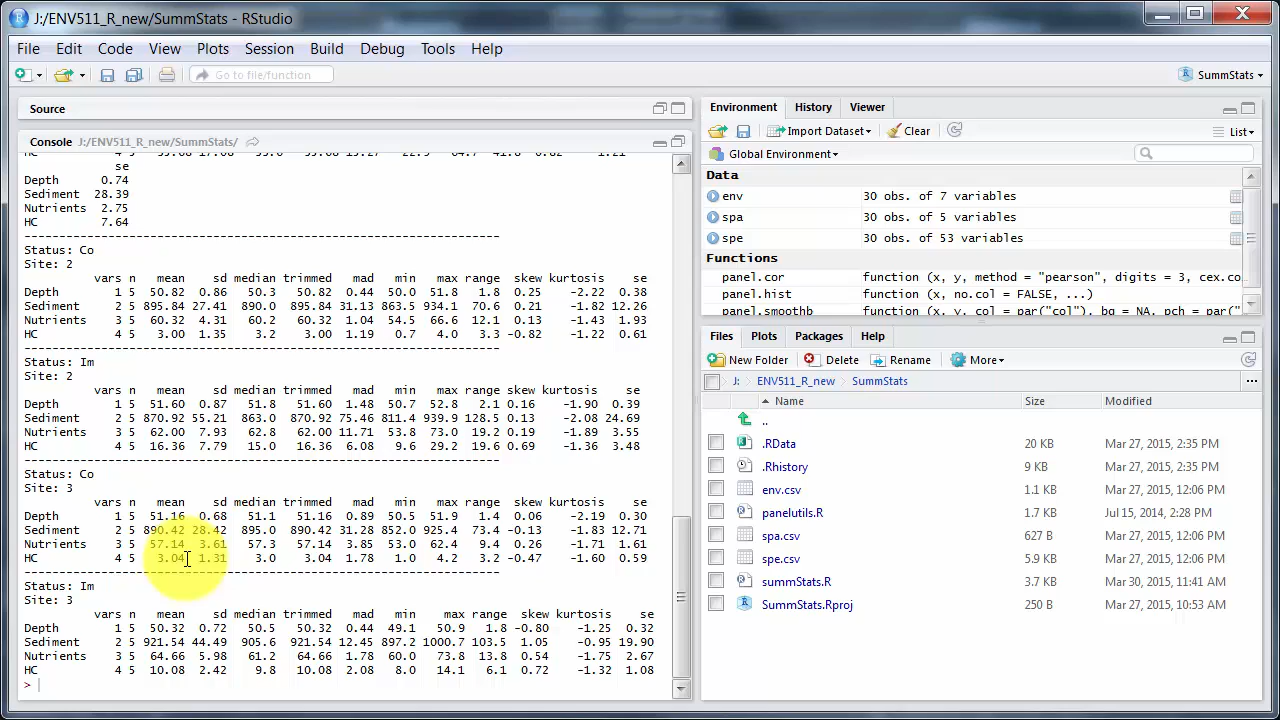 J:/ENV511_R_new/SummStats - RStudio
File Edit Code View Plots Session Build Debug Tools Help
Go to file/function SummStats
Source
Console J:/ENV511_R_new/SummStats/
se
Depth 0.74
Sediment 28.39
Nutrients 2.75
HC 7.64
------------------------------------------------------------------
Status: Co
Site: 2
vars n mean sd median trimmed mad min max range skew kurtosis se
Depth 1 5 50.82 0.86 50.3 50.82 0.44 50.0 51.8 1.8 0.25 -2.22 0.38
Sediment 2 5 895.84 27.41 890.0 895.84 31.13 863.5 934.1 70.6 0.21 -1.82 12.26
Nutrients 3 5 60.32 4.31 60.2 60.32 1.04 54.5 66.6 12.1 0.13 -1.43 1.93
HC 4 5 3.00 1.35 3.2 3.00 1.19 0.7 4.0 3.3 -0.82 -1.22 0.61
------------------------------------------------------------------
Status: Im
Site: 2
vars n mean sd median trimmed mad min max range skew kurtosis se
Depth 1 5 51.60 0.87 51.8 51.60 1.48 50.7 52.8 2.1 0.16 -1.90 0.39
Sediment 2 5 870.92 55.21 863.0 870.92 75.46 811.4 939.9 128.5 0.13 -2.08 24.69
Nutrients 3 5 62.00 7.93 62.8 62.00 11.71 53.8 73.0 19.2 0.19 -1.89 3.55
HC 4 5 16.36 7.79 15.0 16.36 6.08 9.6 29.2 19.6 0.69 -1.36 3.48
------------------------------------------------------------------
Status: Co
Site: 3
vars n mean sd median trimmed mad min max range skew kurtosis se
Depth 1 5 51.16 0.68 51.1 51.16 0.89 50.5 51.9 1.4 0.06 -2.19 0.30
Sediment 2 5 890.42 28.42 895.0 890.42 31.28 852.0 925.4 73.4 -0.13 -1.83 12.71
Nutrients 3 5 57.14 3.61 57.3 57.14 3.85 53.0 62.4 9.4 0.26 -1.71 1.61
HC 4 5 3.04 1.31 3.0 3.04 1.78 1.0 4.2 3.2 -0.47 -1.60 0.59
------------------------------------------------------------------
Status: Im
Site: 3
vars n mean sd median trimmed mad min max range skew kurtosis se
Depth 1 5 50.32 0.72 50.5 50.32 0.44 49.1 50.9 1.8 -0.80 -1.25 0.32
Sediment 2 5 921.54 44.49 905.6 921.54 12.45 897.2 1000.7 103.5 1.05 -0.95 19.90
Nutrients 3 5 64.66 5.98 61.2 64.66 1.78 60.0 73.8 13.8 0.54 -1.75 2.67
HC 4 5 10.08 2.42 9.8 10.08 2.08 8.0 14.1 6.1 0.72 -1.32 1.08
>
Environment History Viewer
Import Dataset Clear List
Global Environment
Data
env 30 obs. of 7 variables
spa 30 obs. of 5 variables
spe 30 obs. of 53 variables
Functions
panel.cor function (x, y, method = "pearson", digits = 3, cex.co
panel.hist function (x, no.col = FALSE, ...)
panel.smoothb function (x, y, col = par("col"), bg = NA, pch = par("
Files Plots Packages Help
New Folder Delete Rename More
J: ENV511_R_new SummStats ...
Name Size Modified
..
.RData 20 KB Mar 27, 2015, 2:35 PM
.Rhistory 9 KB Mar 27, 2015, 2:35 PM
env.csv 1.1 KB Mar 27, 2015, 12:06 PM
panelutils.R 1.7 KB Jul 15, 2014, 2:28 PM
spa.csv 627 B Mar 27, 2015, 12:06 PM
spe.csv 5.9 KB Mar 27, 2015, 12:06 PM
summStats.R 3.7 KB Mar 30, 2015, 11:41 AM
SummStats.Rproj 250 B Mar 27, 2015, 10:53 AM